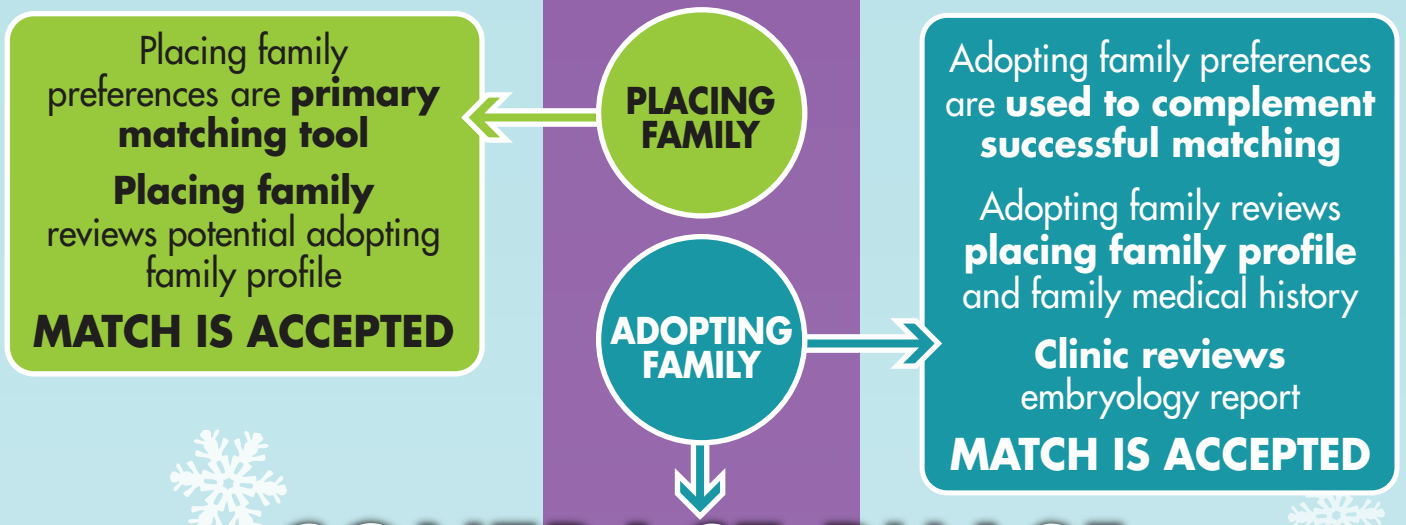 Placing family
preferences are primary
matching tool
Placing family
reviews potential adopting
family profile
MATCH IS ACCEPTED
PLACING
FAMILY
ADOPTING
FAMILY
Adopting family preferences
are used to complement
successful matching
Adopting family reviews
placing family profile
and family medical history
Clinic reviews
embryology report
MATCH IS ACCEPTED